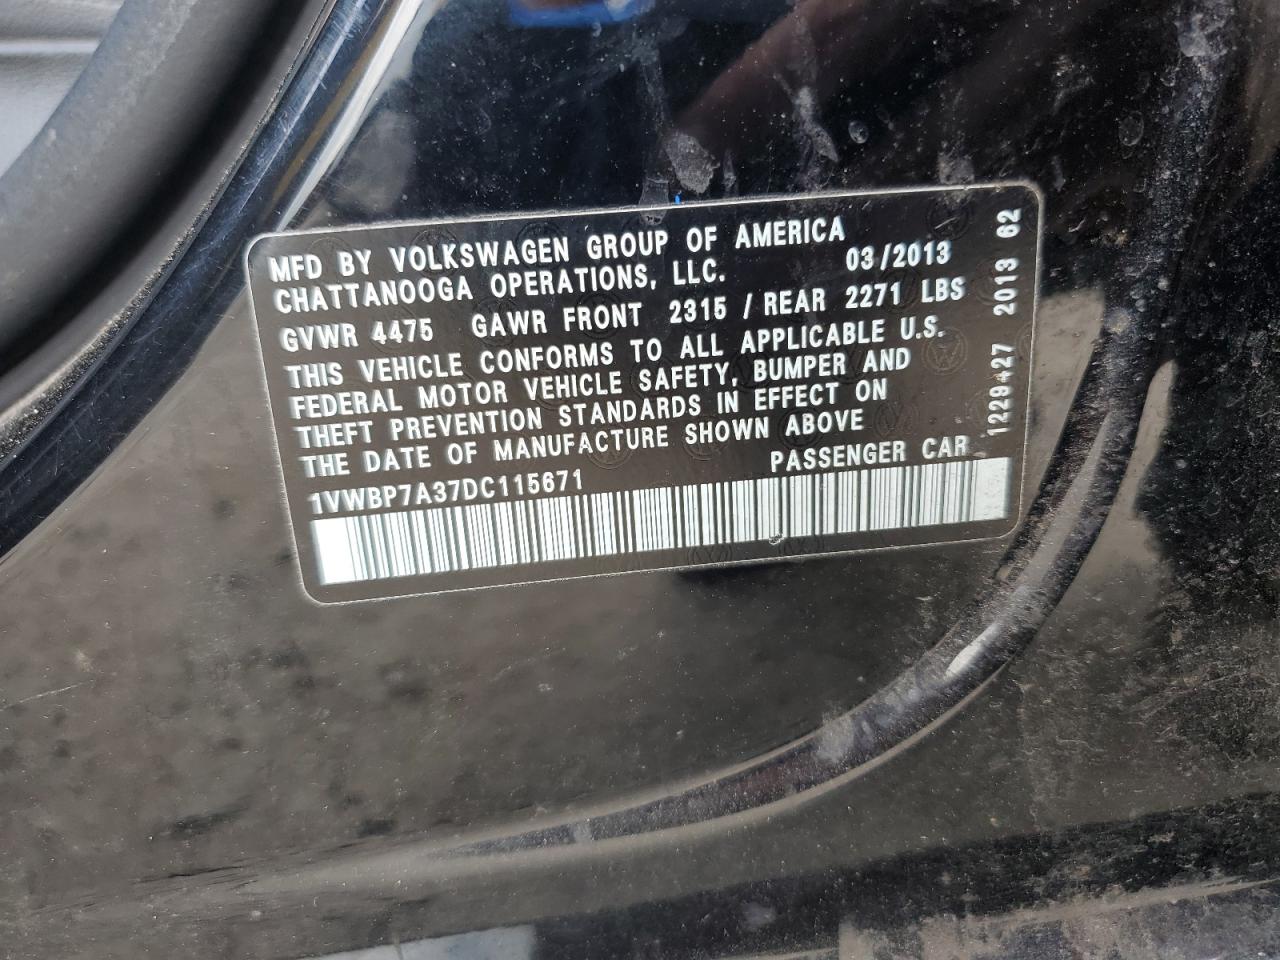 MFD BY VOLKSWAGEN GROUP OF AMERICA
CHATTANOOGA OPERATIONS, LLC. 03/2013
GVWR 4475 GAWR FRONT 2315 / REAR 2271 LBS
THIS VEHICLE CONFORMS TO ALL APPLICABLE U.S.
FEDERAL MOTOR VEHICLE SAFETY, BUMPER AND
THEFT PREVENTION STANDARDS IN EFFECT ON
THE DATE OF MANUFACTURE SHOWN ABOVE
1VWBP7A37DC115671 PASSENGER CAR
1229427 2013 62